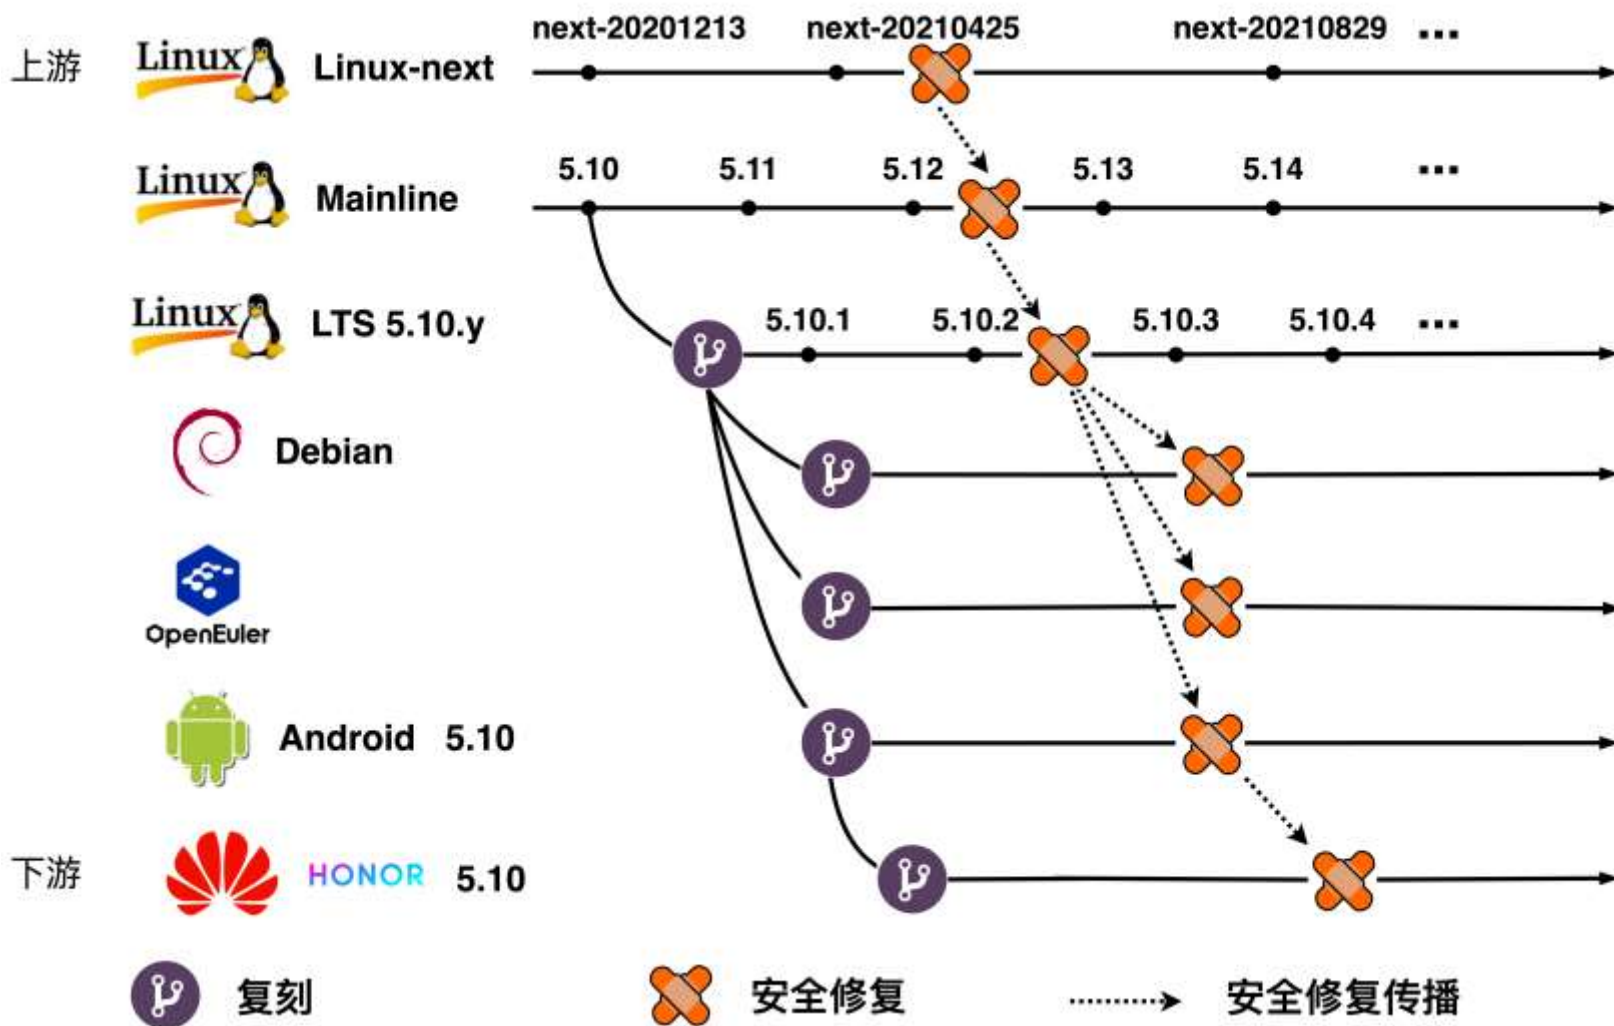 next-20201213 next-20210425 next-20210829 ...
上游 Linux Linux-next
5.10 5.11 5.12 5.13 5.14 ...
Linux Mainline
5.10.1 5.10.2 5.10.3 5.10.4 ...
Linux LTS 5.10.y
Debian
OpenEuler
Android 5.10
下游 HONOR 5.10
复刻 安全修复 安全修复传播